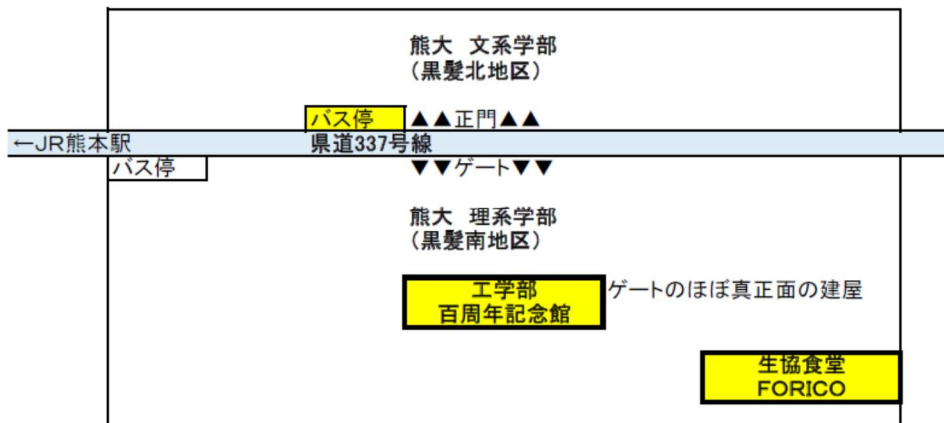 熊大 文系学部
（黒髪北地区）
バス停 ▲▲正門▲▲
←JR熊本駅 県道337号線
バス停 ▼▼ゲート▼▼
熊大 理系学部
（黒髪南地区）
工学部 ゲートのほぼ真正面の建屋
百周年記念館
生協食堂
FORICO